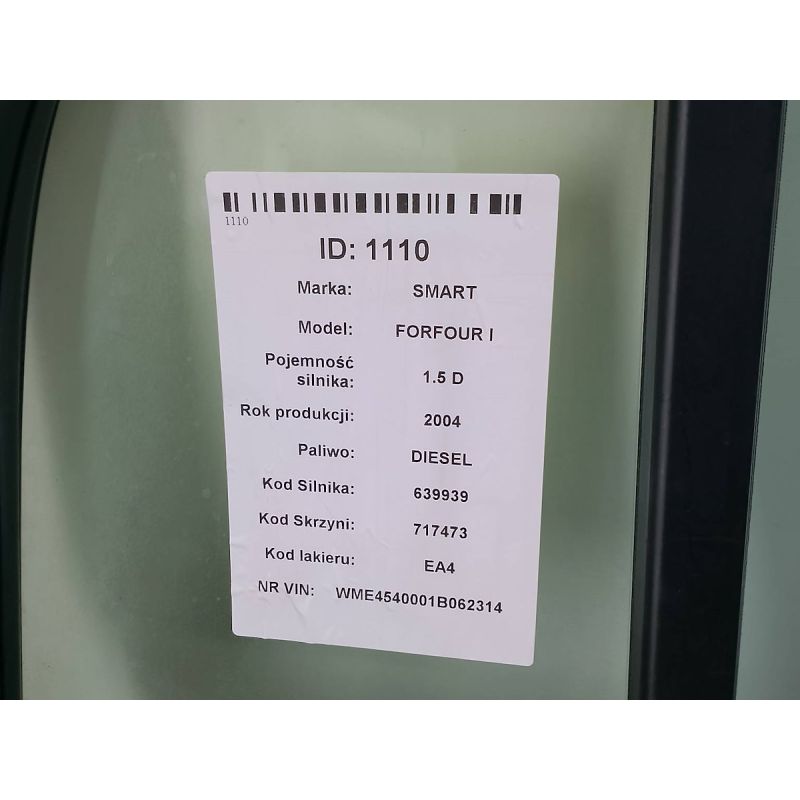 1110
ID: 1110
Marka: SMART
Model: FORFOUR I
Pojemność
silnika: 1.5 D
Rok produkcji: 2004
Paliwo: DIESEL
Kod Silnika: 639939
Kod Skrzyni: 717473
Kod lakieru: EA4
NR VIN: WME4540001B062314